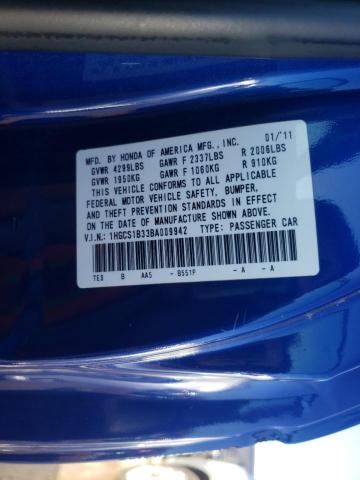 MFD. BY HONDA OF AMERICA MFG., INC. 01/'11
GVWR 4299LBS GAWR F 2337LBS R 2006LBS
GVWR 1950KG GAWR F 1060KG R 910KG
THIS VEHICLE CONFORMS TO ALL APPLICABLE
FEDERAL MOTOR VEHICLE SAFETY, BUMPER,
AND THEFT PREVENTION STANDARDS IN EFFECT
ON THE DATE OF MANUFACTURE SHOWN ABOVE.
V.I.N.: 1HGCS1B33BA009942 TYPE: PASSENGER CAR
TE0 B AA5 - B551P - A - A